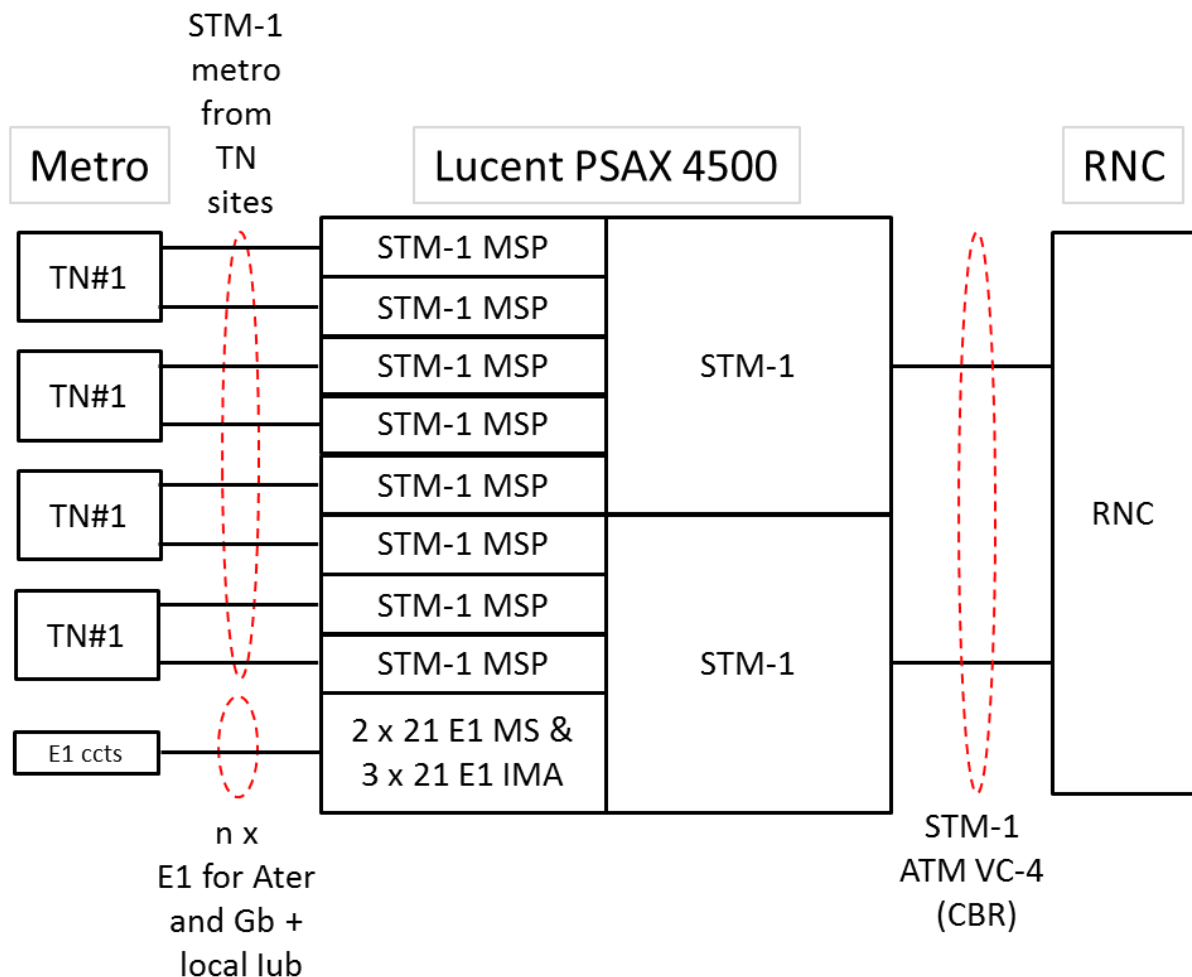 STM-1
metro
from
TN
sites
Metro
Lucent PSAX 4500
RNC
TN#1
TN#1
TN#1
TN#1
E1 ccts
STM-1 MSP
STM-1 MSP
STM-1 MSP
STM-1 MSP
STM-1 MSP
STM-1 MSP
STM-1 MSP
STM-1 MSP
2 x 21 E1 MS &
3 x 21 E1 IMA
STM-1
STM-1
RNC
n x
E1 for Ater
and Gb +
local Iub
STM-1
ATM VC-4
(CBR)